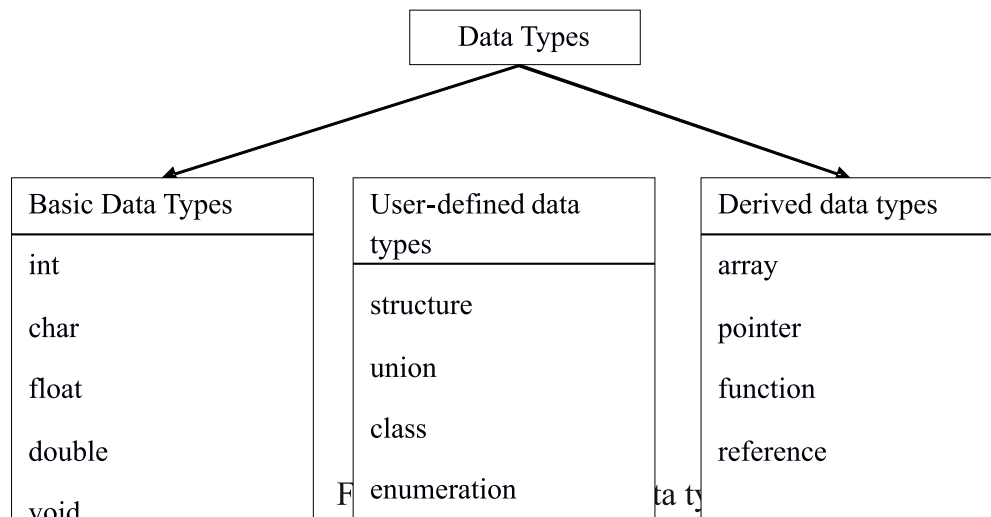 Data Types
Basic Data Types
int
char
float
double
void
User-defined data
types
structure
union
class
enumeration
Derived data types
array
pointer
function
reference